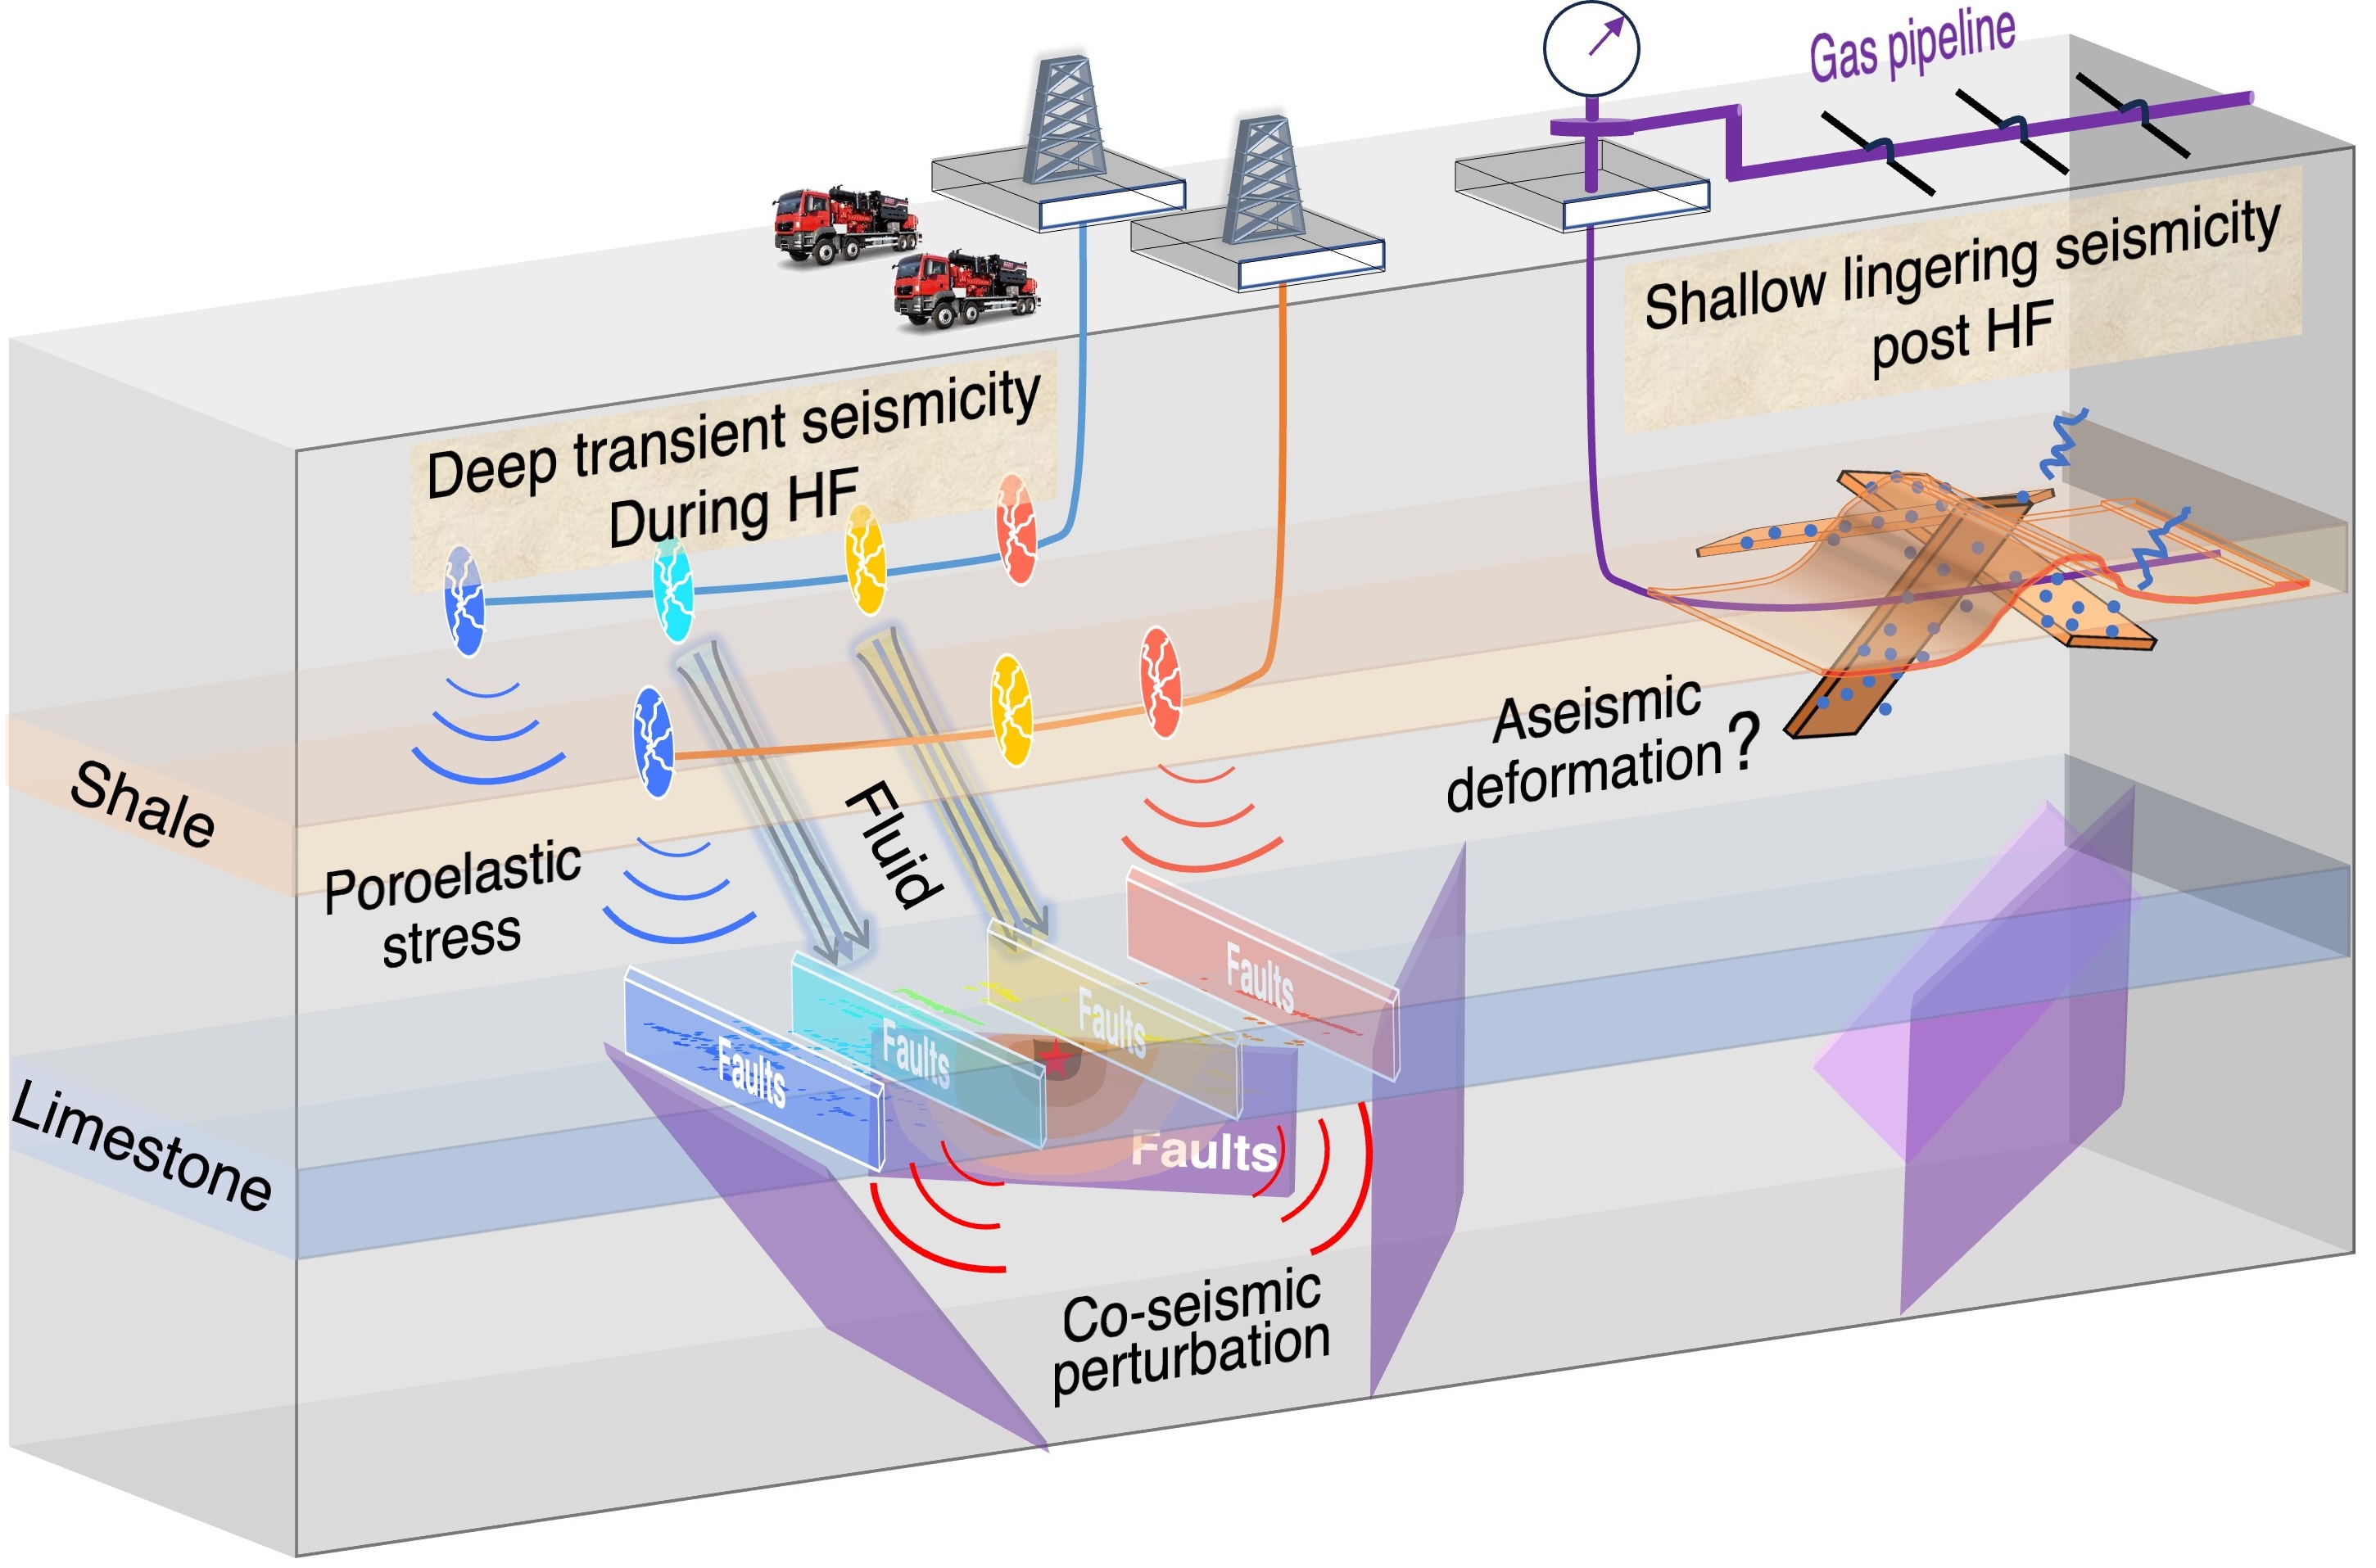 Gas pipeline
Shallow lingering seismicity
post HF
Deep transient seismicity
During HF
Aseismic
deformation?
Shale
Fluid
Poroelastic
stress
Faults
Faults
Faults
Faults
Limestone
Faults
Co-seismic
perturbation